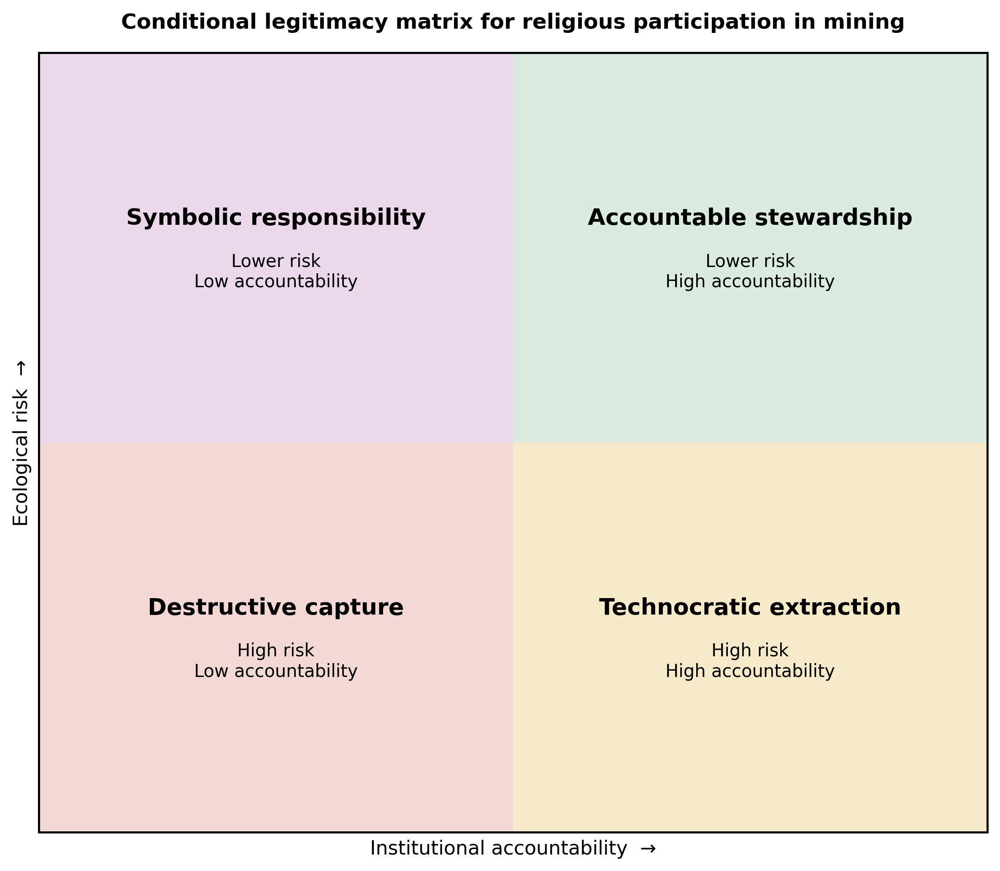 Conditional legitimacy matrix for religious participation in mining
Symbolic responsibility
Lower risk
Low accountability
Accountable stewardship
Lower risk
High accountability
Ecological risk →
Destructive capture
High risk
Low accountability
Technocratic extraction
High risk
High accountability
Institutional accountability →